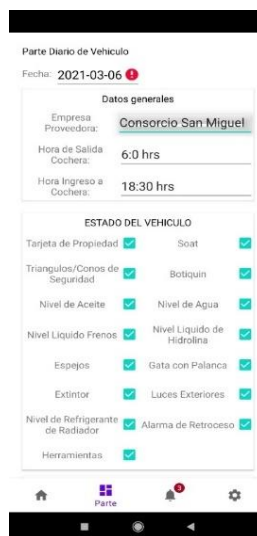 Parte Diario de Vehiculo
Fecha: 2021-03-06
Datos generales
Empresa Proveedora: Consorcio San Miguel
Hora de Salida Cochera: 6:0 hrs
Hora Ingreso a Cochera: 18:30 hrs
ESTADO DEL VEHICULO
Tarjeta de Propiedad Soat
Triangulos/Conos de Seguridad Botiquin
Nivel de Aceite Nivel de Agua
Nivel Liquido Frenos Nivel Liquido de Hidrolina
Espejos Gata con Palanca
Extintor Luces Exteriores
Nivel de Refrigerante de Radiador Alarma de Retroceso
Herramientas
3
Parte